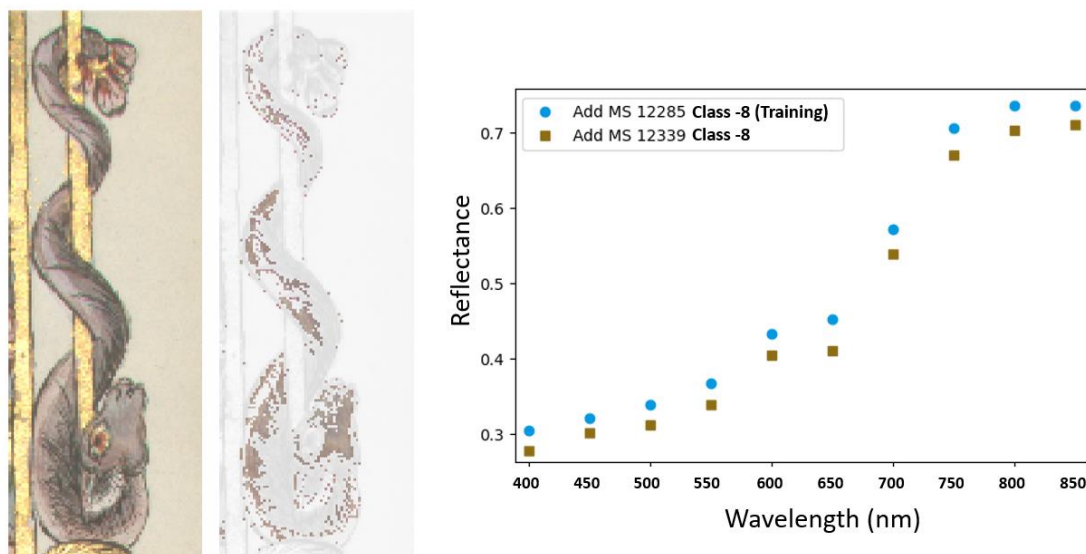 Add MS 12285 Class -8 (Training)
Add MS 12339 Class -8
0.7
0.6
0.5
0.4
0.3
Reflectance
400 450 500 550 600 650 700 750 800 850
Wavelength (nm)